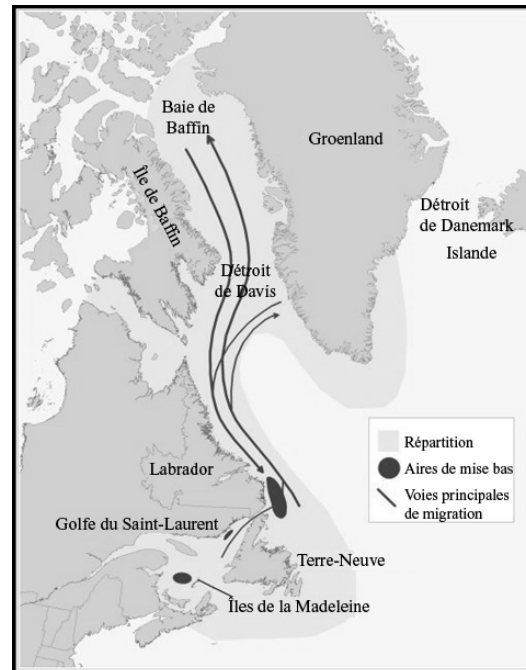 Baie de
Baffin
Groenland
Île de Baffin
Détroit
de Danemark
Islande
Détroit
de Davis
Répartition
Aires de mise bas
Voies principales
de migration
Labrador
Golfe du Saint-Laurent
Terre-Neuve
Îles de la Madeleine